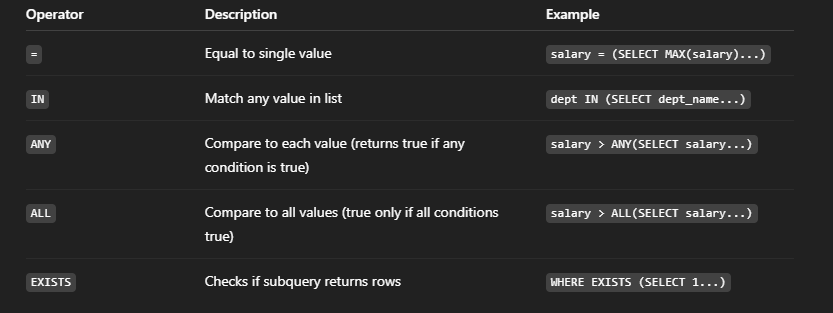 Operator Description Example
= Equal to single value salary = (SELECT MAX(salary)...)
IN Match any value in list dept IN (SELECT dept_name...)
ANY Compare to each value (returns true if any condition is true) salary > ANY(SELECT salary...)
ALL Compare to all values (true only if all conditions true) salary > ALL(SELECT salary...)
EXISTS Checks if subquery returns rows WHERE EXISTS (SELECT 1...)